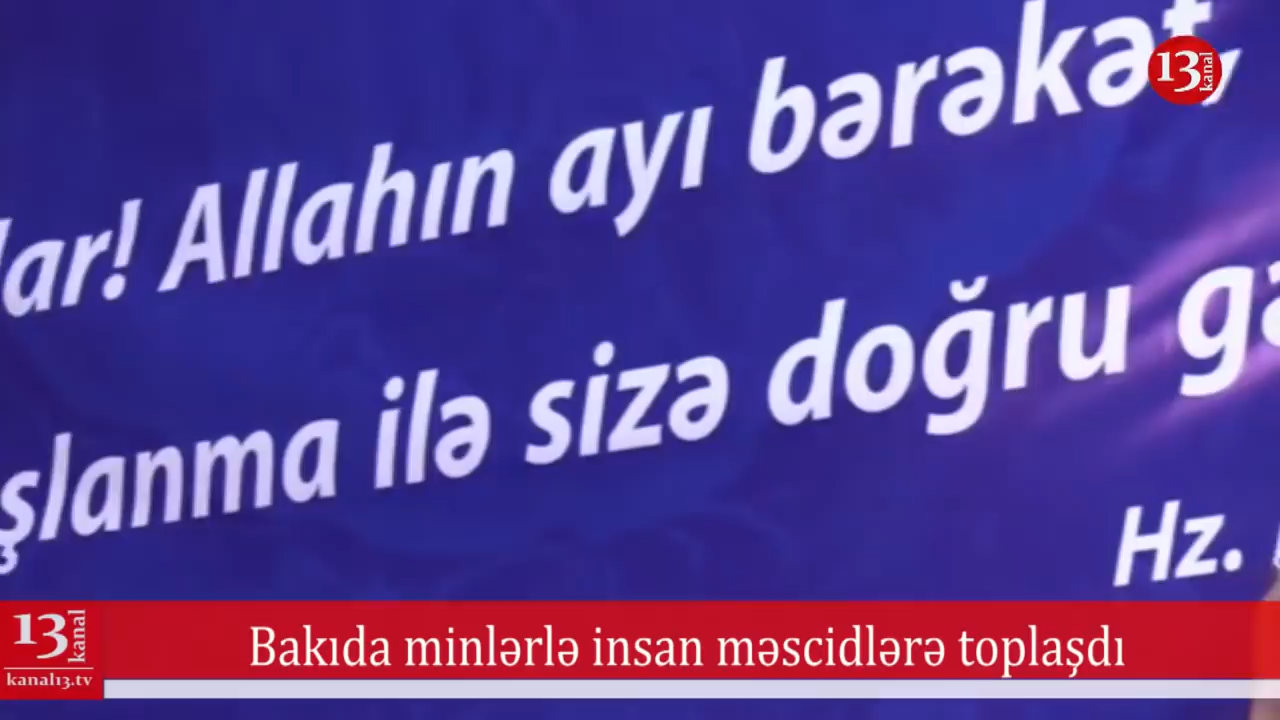 lar! Allahın ayı bərəkət,
13 kanal
şlanma ilə sizə doğru gə
Hz.
13 kanal
kanal13.tv
Bakıda minlərlə insan məscidlərə toplaşdı